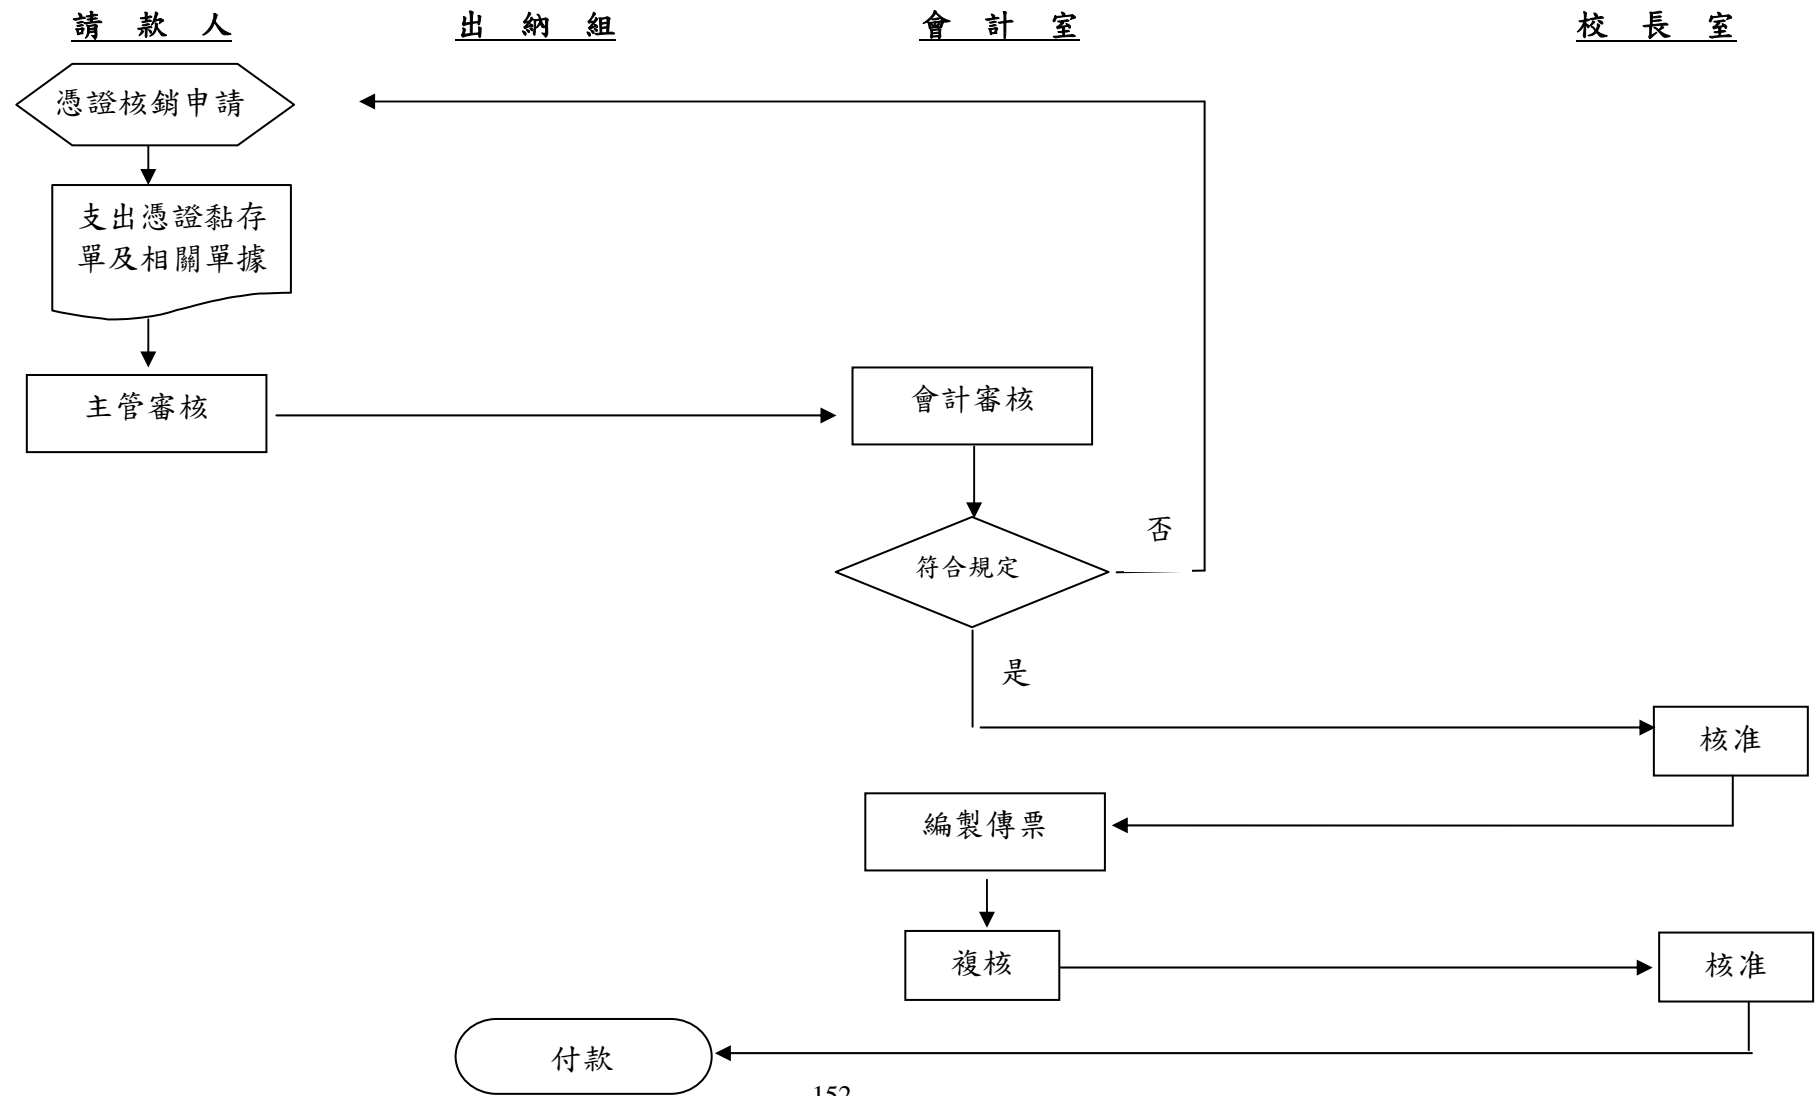 請 款 人
出 納 組
會 計 室
校 長 室
憑證核銷申請
支出憑證黏存
單及相關單據
主管審核
會計審核
符合規定
否
是
核准
編製傳票
複核
核准
付款
152